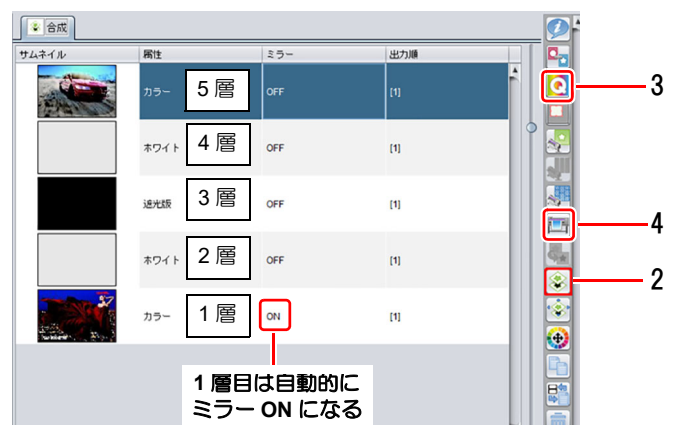 合成
サムネイル 属性 ミラー 出力順
カラー 5層 OFF [1]
ホワイト 4層 OFF [1]
遮光版 3層 OFF [1]
ホワイト 2層 OFF [1]
カラー 1層 ON [1]
1層目は自動的に
ミラー ON になる
3
4
2